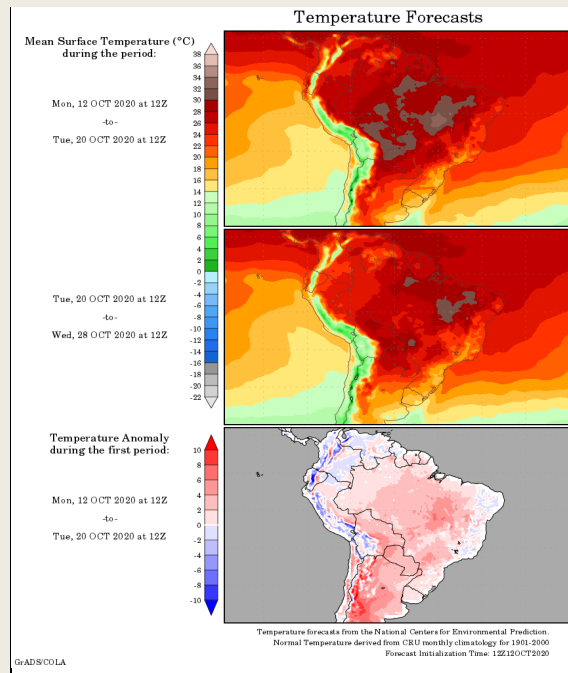 Temperature Forecasts
Mean Surface Temperature (°C)
during the period:
Mon, 12 OCT 2020 at 12Z
-to-
Tue, 20 OCT 2020 at 12Z
38
36
34
32
30
28
26
24
22
20
18
16
14
12
10
8
6
4
2
0
-2
-4
-6
-8
-10
-12
-14
-16
-18
-20
-22
Tue, 20 OCT 2020 at 12Z
-to-
Wed, 28 OCT 2020 at 12Z
Temperature Anomaly
during the first period:
Mon, 12 OCT 2020 at 12Z
-to-
Tue, 20 OCT 2020 at 12Z
10
8
6
4
2
0
-2
-4
-6
-8
-10
Temperature forecasts from the National Centers for Environmental Prediction.
Normal Temperature derived from CRU monthly climatology for 1901-2000
Forecast Initialization Time: 12Z12OCT2020
GrADS/COLA